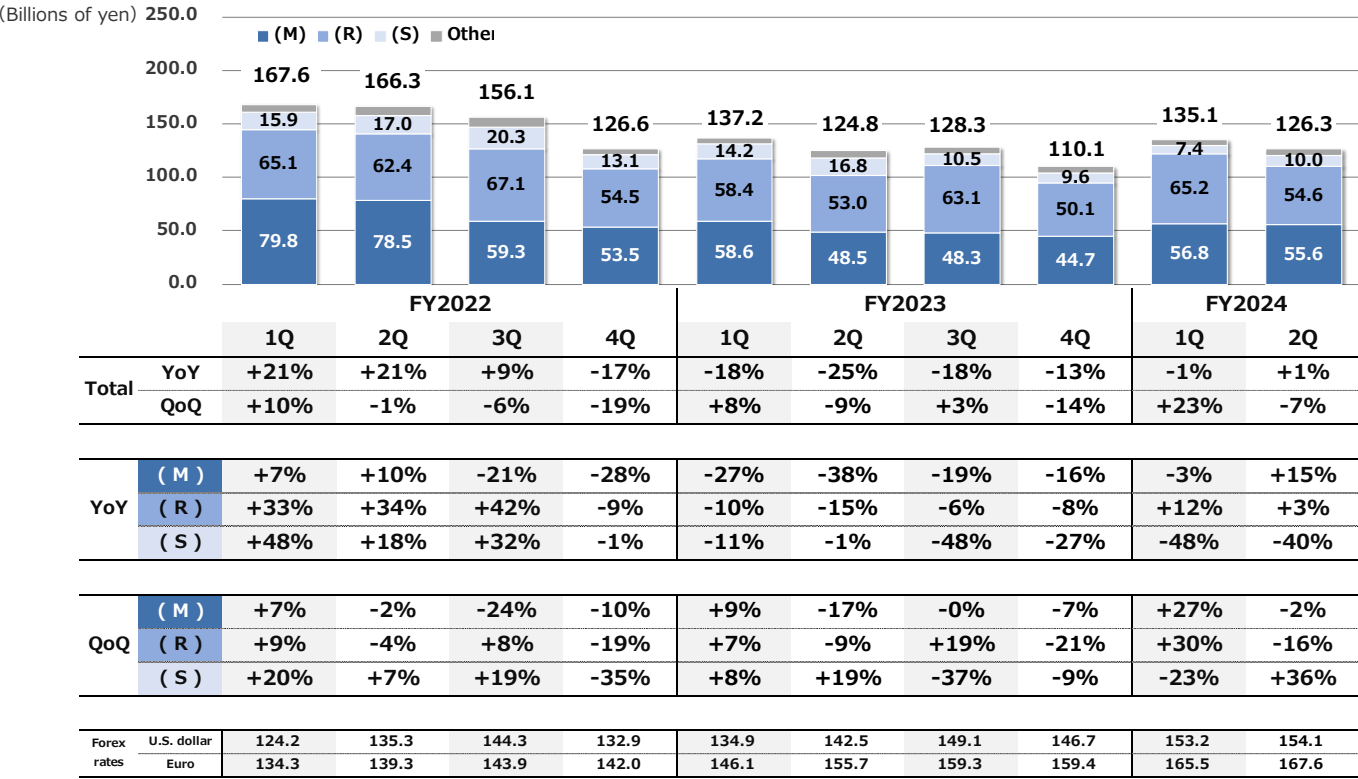 (Billions of yen) 250.0
(M) (R) (S) Other
200.0
167.6 166.3 156.1 126.6 137.2 124.8 128.3 110.1 135.1 126.3
150.0
15.9 17.0 20.3 13.1 14.2 16.8 10.5 9.6 7.4 10.0
100.0
65.1 62.4 67.1 54.5 58.4 53.0 63.1 50.1 65.2 54.6
50.0
79.8 78.5 59.3 53.5 58.6 48.5 48.3 44.7 56.8 55.6
0.0
FY2022 FY2023 FY2024
1Q 2Q 3Q 4Q 1Q 2Q 3Q 4Q 1Q 2Q
Total
YoY +21% +21% +9% -17% -18% -25% -18% -13% -1% +1%
QoQ +10% -1% -6% -19% +8% -9% +3% -14% +23% -7%
YoY
(M) +7% +10% -21% -28% -27% -38% -19% -16% -3% +15%
(R) +33% +34% +42% -9% -10% -15% -6% -8% +12% +3%
(S) +48% +18% +32% -1% -11% -1% -48% -27% -48% -40%
QoQ
(M) +7% -2% -24% -10% +9% -17% -0% -7% +27% -2%
(R) +9% -4% +8% -19% +7% -9% +19% -21% +30% -16%
(S) +20% +7% +19% -35% +8% +19% -37% -9% -23% +36%
Forex
rates
U.S. dollar 124.2 135.3 144.3 132.9 134.9 142.5 149.1 146.7 153.2 154.1
Euro 134.3 139.3 143.9 142.0 146.1 155.7 159.3 159.4 165.5 167.6